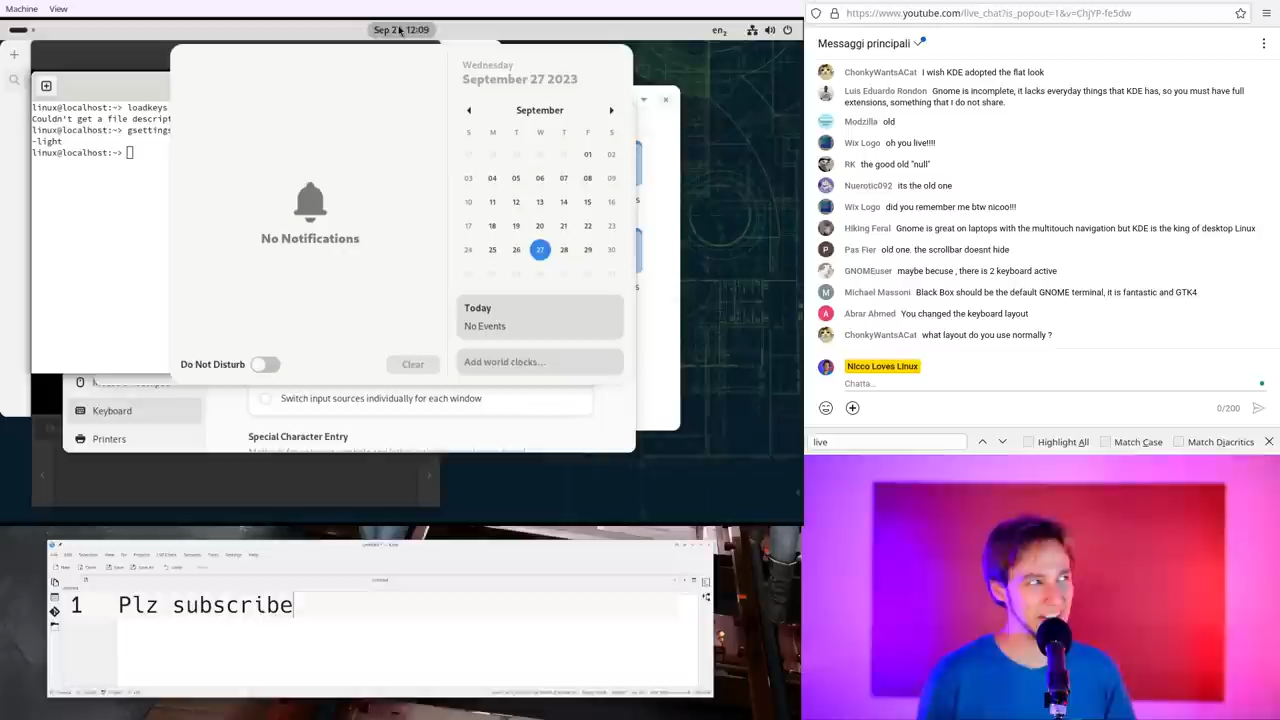 Machine View
Sep 2 12:09
en₂
linux@localhost:~> loadkeys
Couldn't get a file descript
linux@localhost:~> gsettings
-light
linux@localhost:~>
No Notifications
Do Not Disturb
Clear
Wednesday
September 27 2023
September
S M T W T F S
01 02
03 04 05 06 07 08 09
10 11 12 13 14 15 16
17 18 19 20 21 22 23
24 25 26 27 28 29 30
Today
No Events
Add world clocks...
Keyboard
Printers
Switch input sources individually for each window
Special Character Entry
1 Plz subscribe
https://www.youtube.com/live_chat?is_popout=1&v=ChjYP-fe5dw
Messaggi principali
ChonkyWantsACat I wish KDE adopted the flat look
Luis Eduardo Rondon Gnome is incomplete, it lacks everyday things that KDE has, so you must have full
extensions, something that I do not share.
Modzilla old
Wix Logo oh you live!!!!
RK the good old "null"
Nuerotic092 its the old one
Wix Logo did you remember me btw nicoo!!!
Hiking Feral Gnome is great on laptops with the multitouch navigation but KDE is the king of desktop Linux
Pas Fier old one. the scrollbar doesnt hide
GNOMEuser maybe becuse , there is 2 keyboard active
Michael Massoni Black Box should be the default GNOME terminal, it is fantastic and GTK4
Abrar Ahmed You changed the keyboard layout
ChonkyWantsACat what layout do you use normally ?
Nicco Loves Linux
Chatta...
0/200
live
Highlight All
Match Case
Match Diacritics